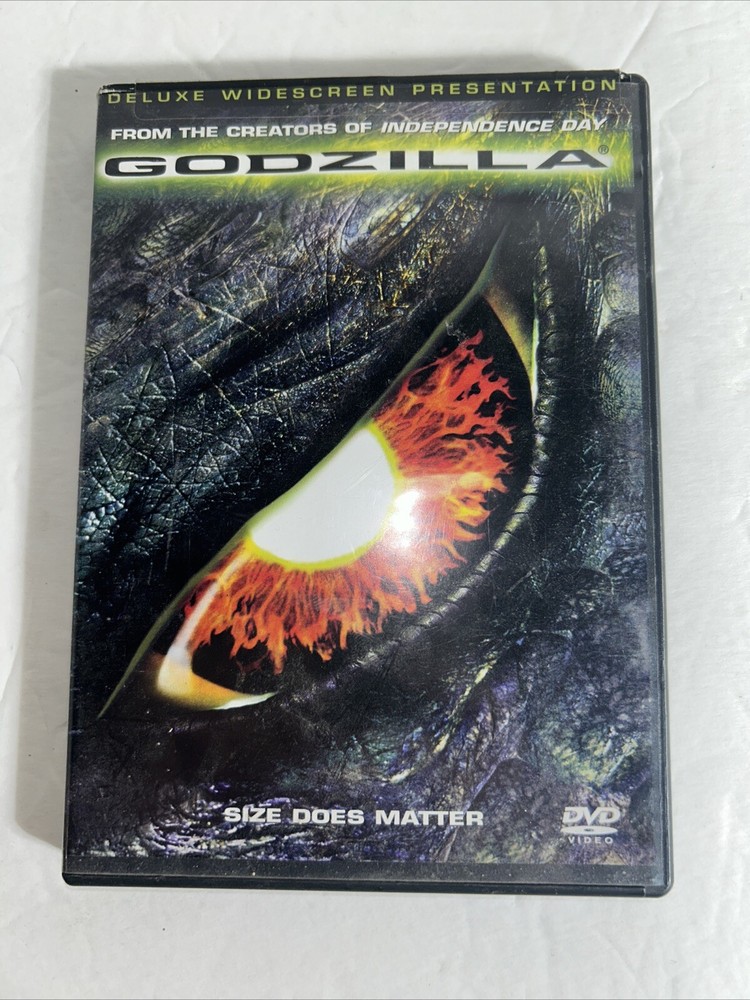 DELUXE WIDESCREEN PRESENTATION
FROM THE CREATORS OF INDEPENDENCE DAY
GODZILLA®
SIZE DOES MATTER
DVD
VIDEO